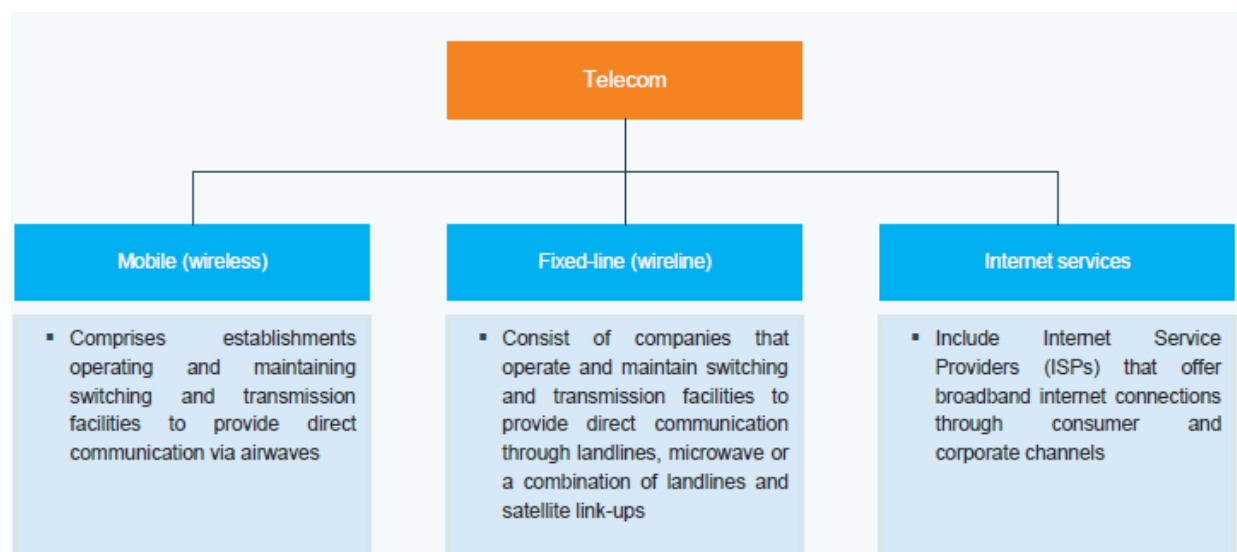 Telecom
Mobile (wireless)
Fixed-line (wireline)
Internet services
▪ Comprises establishments
operating and maintaining
switching and transmission
facilities to provide direct
communication via airwaves
▪ Consist of companies that
operate and maintain switching
and transmission facilities to
provide direct communication
through landlines, microwave or
a combination of landlines and
satellite link-ups
▪ Include Internet Service
Providers (ISPs) that offer
broadband internet connections
through consumer and
corporate channels